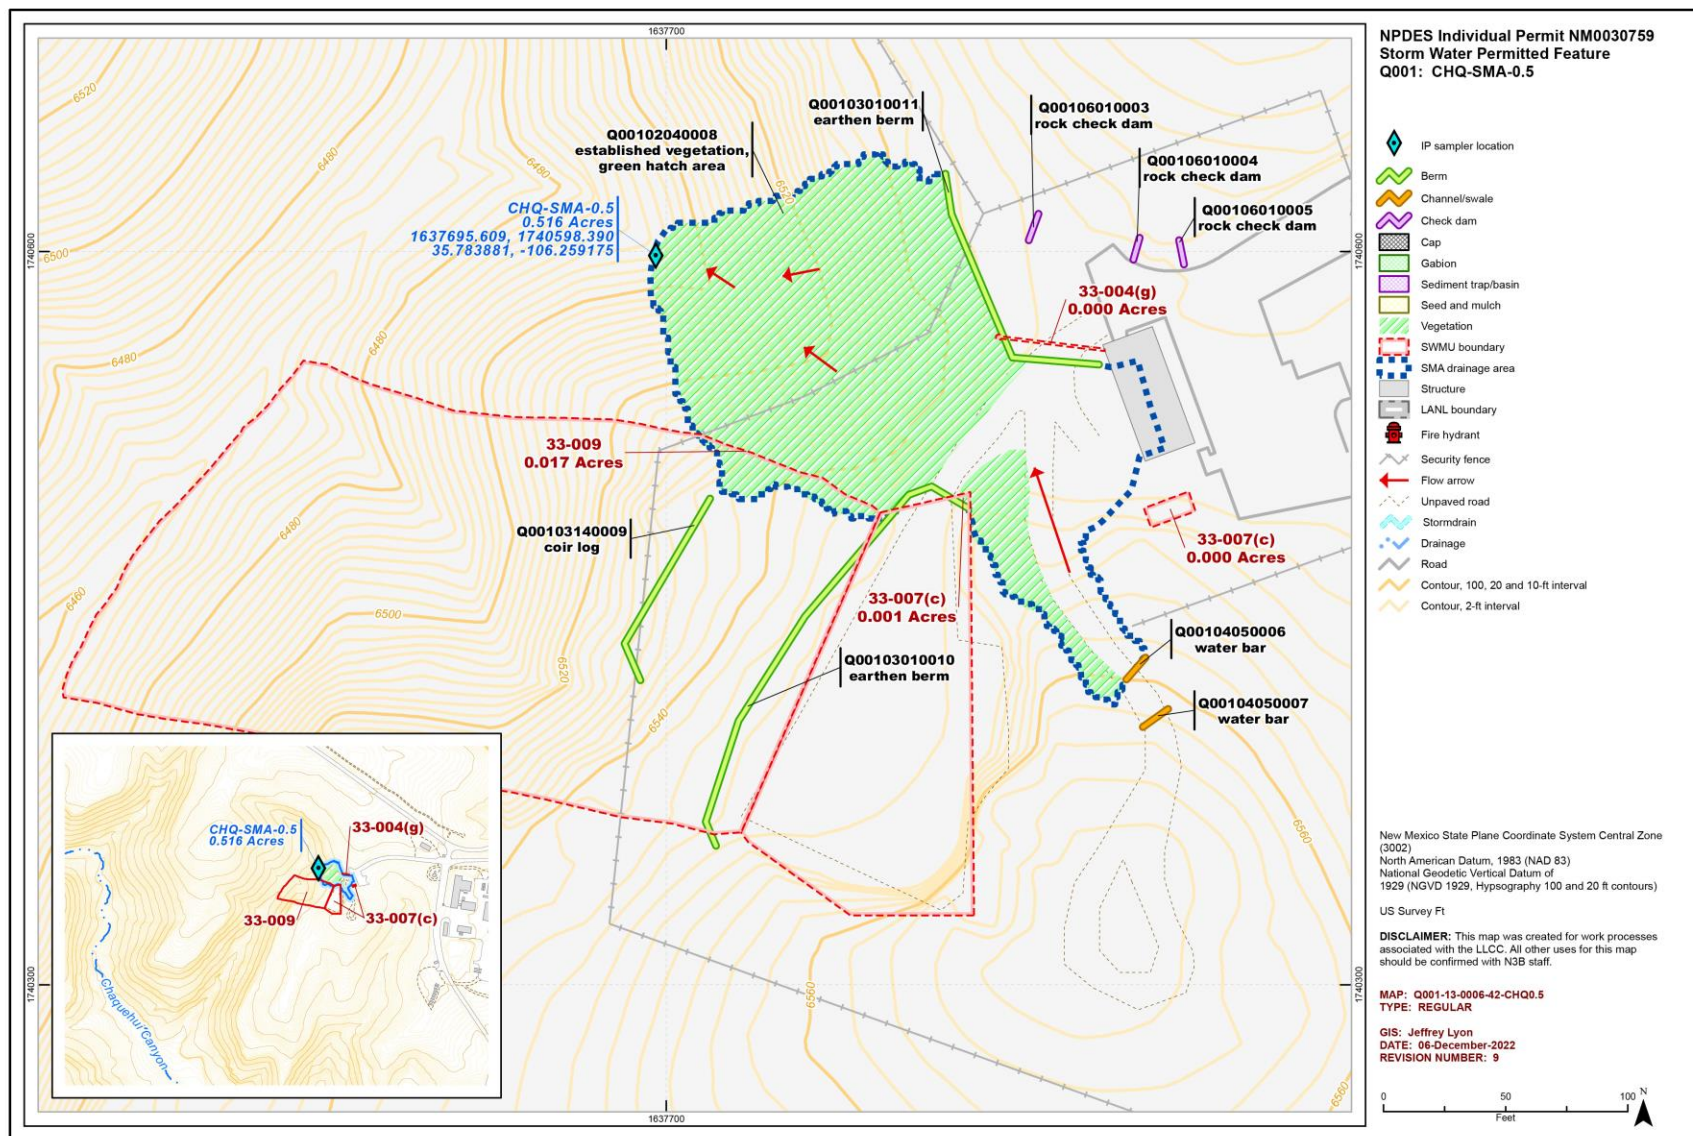 NPDES Individual Permit NM0030759
Storm Water Permitted Feature
Q001: CHQ-SMA-0.5
1637700
6520
6480
6480
6500
6480
6480
6520
6480
6500
6460
6520
6540
6560
6560
6560
1740600
1740600
1740300
1740300
1637700
Q00103010011
earthen berm
Q00106010003
rock check dam
Q00102040008
established vegetation,
green hatch area
Q00106010004
rock check dam
Q00106010005
rock check dam
CHQ-SMA-0.5
0.516 Acres
1637695.609, 1740598.390
35.783881, -106.259175
33-004(g)
0.000 Acres
33-009
0.017 Acres
Q00103140009
coir log
33-007(c)
0.000 Acres
33-007(c)
0.001 Acres
Q00103010010
earthen berm
Q00104050006
water bar
Q00104050007
water bar
CHQ-SMA-0.5
0.516 Acres
33-004(g)
33-009
33-007(c)
Chaquehui Canyon
IP sampler location
Berm
Channel/swale
Check dam
Cap
Gabion
Sediment trap/basin
Seed and mulch
Vegetation
SWMU boundary
SMA drainage area
Structure
LANL boundary
Fire hydrant
Security fence
Flow arrow
Unpaved road
Stormdrain
Drainage
Road
Contour, 100, 20 and 10-ft interval
Contour, 2-ft interval
New Mexico State Plane Coordinate System Central Zone
(3002)
North American Datum, 1983 (NAD 83)
National Geodetic Vertical Datum of
1929 (NGVD 1929, Hypsography 100 and 20 ft contours)
US Survey Ft
DISCLAIMER: This map was created for work processes
associated with the LLCC. All other uses for this map
should be confirmed with N3B staff.
MAP: Q001-13-0006-42-CHQ0.5
TYPE: REGULAR
GIS: Jeffrey Lyon
DATE: 06-December-2022
REVISION NUMBER: 9
0 50 100
Feet
N